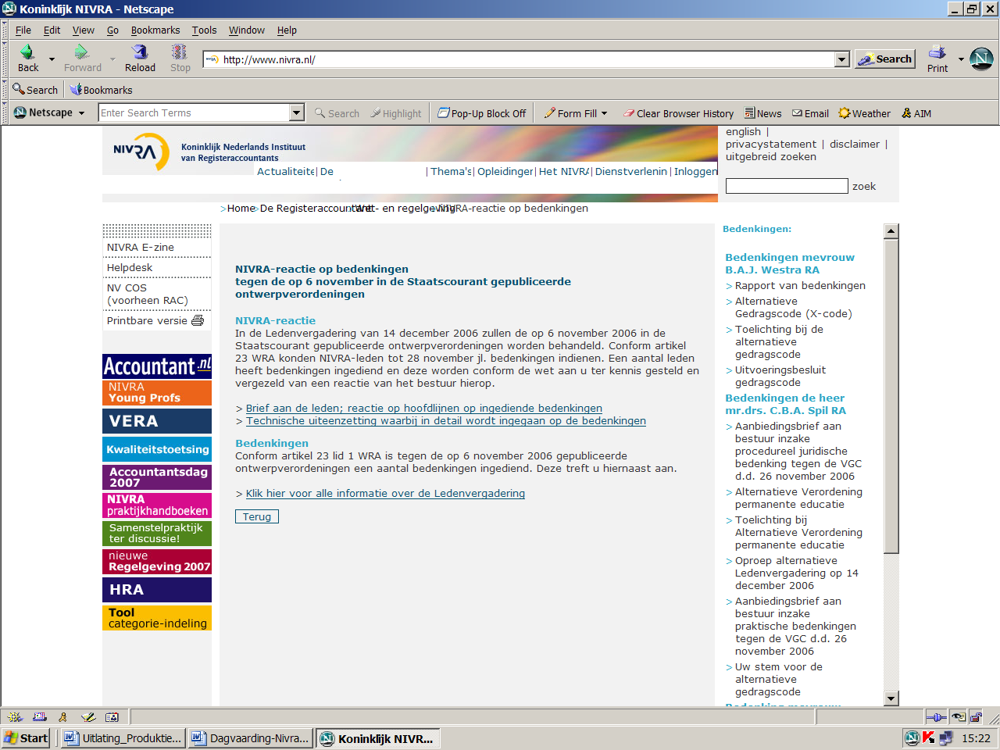 Koninklijk NIVRA - Netscape
File Edit View Go Bookmarks Tools Window Help
Back Forward Reload Stop http://www.nivra.nl/ Search Print
Search Bookmarks
Netscape Enter Search Terms Search Highlight Pop-Up Block Off Form Fill Clear Browser History News Email Weather AIM
NIVRA Koninklijk Nederlands Instituut
van Registeraccountants
Actualiteite | De | Thema's | Opleidingen | Het NIVRA | Dienstverlenin | Inloggen
english |
privacystatement | disclaimer |
uitgebreid zoeken
zoek
>Home >De Registeraccountant >Wet- en regelgeving >NIVRA-reactie op bedenkingen
NIVRA E-zine
Helpdesk
NV COS
(voorheen RAC)
Printbare versie
Accountant.nl
NIVRA
Young Profs
VERA
Kwaliteitstoetsing
Accountantsdag
2007
NIVRA
praktijkhandboeken
Samenstelpraktijk
ter discussie!
nieuwe
Regelgeving 2007
HRA
Tool
categorie-indeling
NIVRA-reactie op bedenkingen
tegen de op 6 november in de Staatscourant gepubliceerde
ontwerpverordeningen
NIVRA-reactie
In de Ledenvergadering van 14 december 2006 zullen de op 6 november 2006 in de
Staatscourant gepubliceerde ontwerpverordeningen worden behandeld. Conform artikel
23 WRA konden NIVRA-leden tot 28 november jl. bedenkingen indienen. Een aantal leden
heeft bedenkingen ingediend en deze worden conform de wet aan u ter kennis gesteld en
vergezeld van een reactie van het bestuur hierop.
> Brief aan de leden; reactie op hoofdlijnen op ingediende bedenkingen
> Technische uiteenzetting waarbij in detail wordt ingegaan op de bedenkingen
Bedenkingen
Conform artikel 23 lid 1 WRA is tegen de op 6 november 2006 gepubliceerde
ontwerpverordeningen een aantal bedenkingen ingediend. Deze treft u hiernaast aan.
> Klik hier voor alle informatie over de Ledenvergadering
Terug
Bedenkingen:
Bedenkingen mevrouw
B.A.J. Westra RA
> Rapport van bedenkingen
> Alternatieve
Gedragscode (X-code)
> Toelichting bij de
alternatieve
gedragscode
> Uitvoeringsbesluit
gedragscode
Bedenkingen de heer
mr.drs. C.B.A. Spil RA
> Aanbiedingsbrief aan
bestuur inzake
procedureel juridische
bedenking tegen de VGC
d.d. 26 november 2006
> Alternatieve Verordening
permanente educatie
> Toelichting bij
Alternatieve Verordening
permanente educatie
> Oproep alternatieve
Ledenvergadering op 14
december 2006
> Aanbiedingsbrief aan
bestuur inzake
praktische bedenkingen
tegen de VGC d.d. 26
november 2006
> Uw stem voor de
alternatieve
gedragscode
Bedenking mevrouw
Start Uitlating_Produktie... Dagvaarding-Nivra... Koninklijk NIVR... 15:22